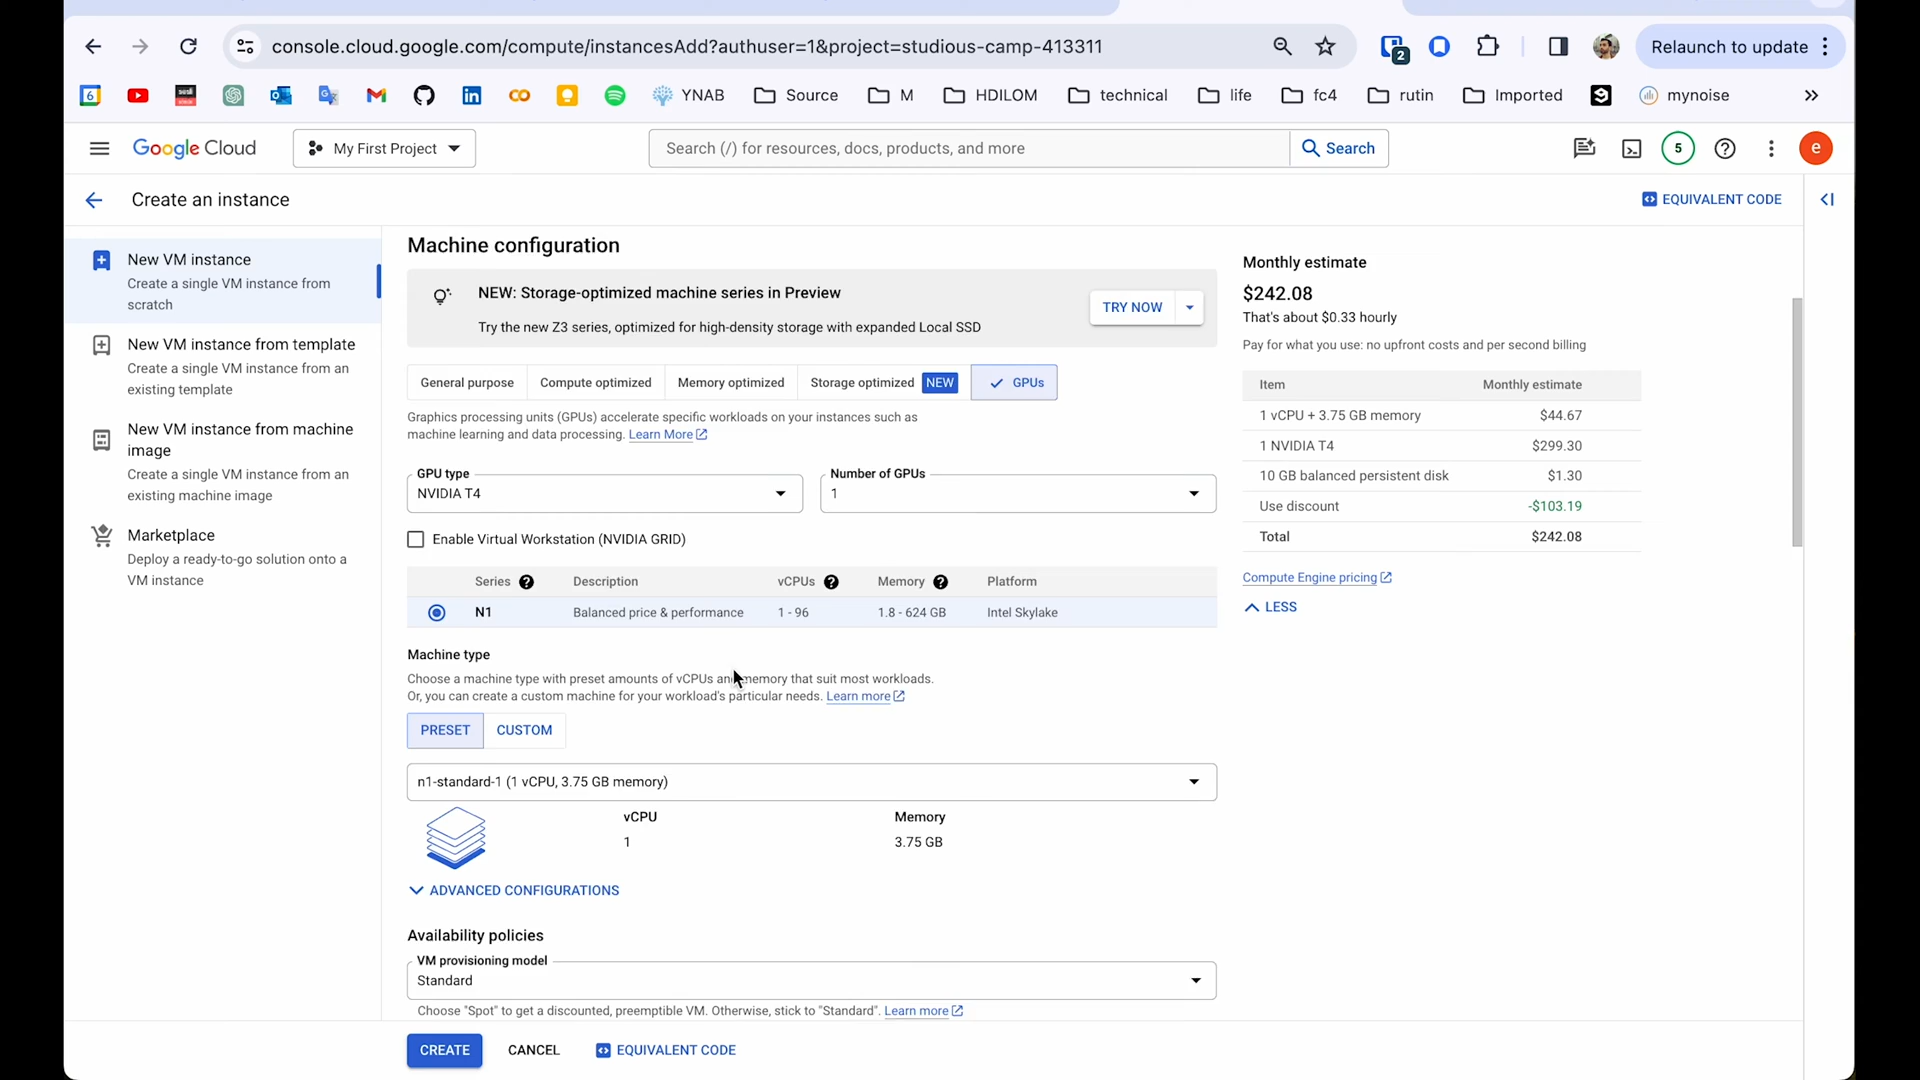 console.cloud.google.com/compute/instancesAdd?authuser=1&project=studious-camp-413311
2
Relaunch to update
6
YNAB
Source
M
HDILOM
technical
life
fc4
rutin
Imported
mynoise
Google Cloud
My First Project
Search (/) for resources, docs, products, and more
Search
5
e
Create an instance
EQUIVALENT CODE
New VM instance
Create a single VM instance from
scratch
New VM instance from template
Create a single VM instance from an
existing template
New VM instance from machine
image
Create a single VM instance from an
existing machine image
Marketplace
Deploy a ready-to-go solution onto a
VM instance
Machine configuration
NEW: Storage-optimized machine series in Preview
Try the new Z3 series, optimized for high-density storage with expanded Local SSD
TRY NOW
General purpose
Compute optimized
Memory optimized
Storage optimized NEW
GPUs
Graphics processing units (GPUs) accelerate specific workloads on your instances such as
machine learning and data processing. Learn More
GPU type
NVIDIA T4
Number of GPUs
1
Enable Virtual Workstation (NVIDIA GRID)
Series Description vCPUs Memory Platform
N1 Balanced price & performance 1 - 96 1.8 - 624 GB Intel Skylake
Machine type
Choose a machine type with preset amounts of vCPUs and memory that suit most workloads.
Or, you can create a custom machine for your workload's particular needs. Learn more
PRESET
CUSTOM
n1-standard-1 (1 vCPU, 3.75 GB memory)
vCPU Memory
1 3.75 GB
ADVANCED CONFIGURATIONS
Availability policies
VM provisioning model
Standard
Choose "Spot" to get a discounted, preemptible VM. Otherwise, stick to "Standard". Learn more
CREATE
CANCEL
EQUIVALENT CODE
Monthly estimate
$242.08
That's about $0.33 hourly
Pay for what you use: no upfront costs and per second billing
Item Monthly estimate
1 vCPU + 3.75 GB memory $44.67
1 NVIDIA T4 $299.30
10 GB balanced persistent disk $1.30
Use discount -$103.19
Total $242.08
Compute Engine pricing
LESS